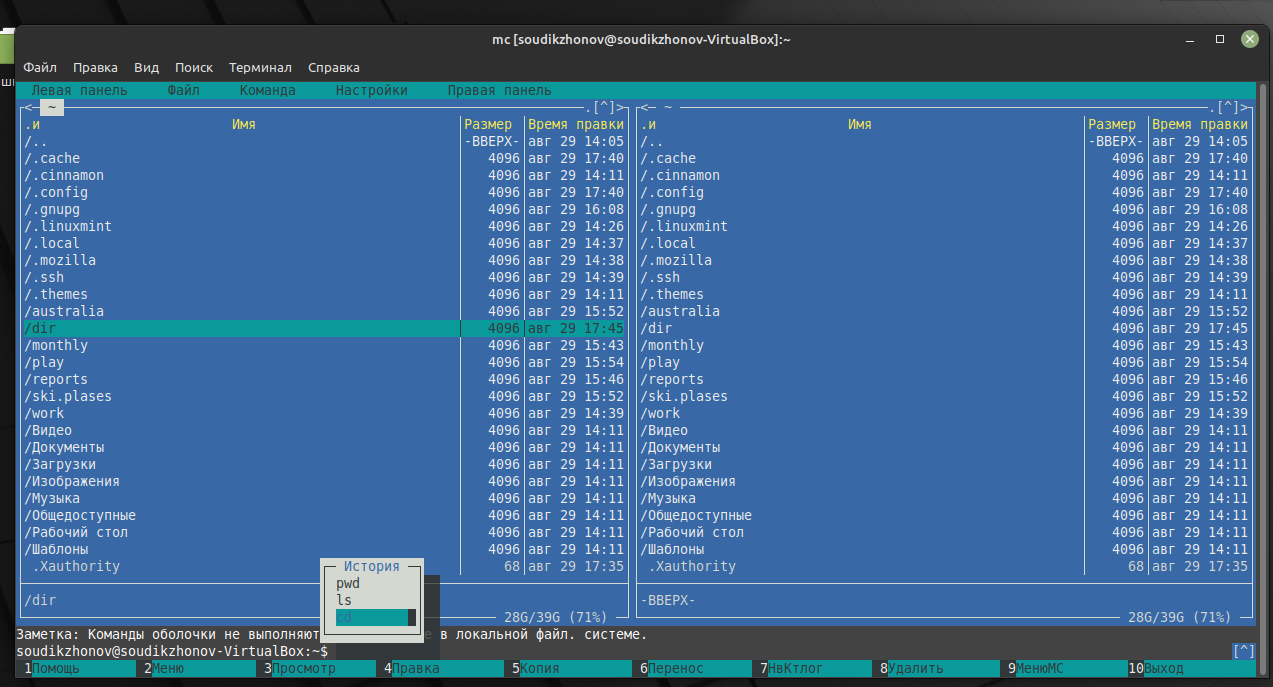 mc [soudikzhonov@soudikzhonov-VirtualBox]:~
Файл Правка Вид Поиск Терминал Справка
Левая панель Файл Команда Настройки Правая панель
<─ ~ .[^]> <─ ~ .[^]>
.и Имя Размер Время правки .и Имя Размер Время правки
/.. -ВВЕРХ- авг 29 14:05 /.. -ВВЕРХ- авг 29 14:05
/.cache 4096 авг 29 17:40 /.cache 4096 авг 29 17:40
/.cinnamon 4096 авг 29 14:11 /.cinnamon 4096 авг 29 14:11
/.config 4096 авг 29 17:40 /.config 4096 авг 29 17:40
/.gnupg 4096 авг 29 16:08 /.gnupg 4096 авг 29 16:08
/.linuxmint 4096 авг 29 14:26 /.linuxmint 4096 авг 29 14:26
/.local 4096 авг 29 14:37 /.local 4096 авг 29 14:37
/.mozilla 4096 авг 29 14:38 /.mozilla 4096 авг 29 14:38
/.ssh 4096 авг 29 14:39 /.ssh 4096 авг 29 14:39
/.themes 4096 авг 29 14:11 /.themes 4096 авг 29 14:11
/australia 4096 авг 29 15:52 /australia 4096 авг 29 15:52
/dir 4096 авг 29 17:45 /dir 4096 авг 29 17:45
/monthly 4096 авг 29 15:43 /monthly 4096 авг 29 15:43
/play 4096 авг 29 15:54 /play 4096 авг 29 15:54
/reports 4096 авг 29 15:46 /reports 4096 авг 29 15:46
/ski.plases 4096 авг 29 15:52 /ski.plases 4096 авг 29 15:52
/work 4096 авг 29 14:39 /work 4096 авг 29 14:39
/Видео 4096 авг 29 14:11 /Видео 4096 авг 29 14:11
/Документы 4096 авг 29 14:11 /Документы 4096 авг 29 14:11
/Загрузки 4096 авг 29 14:11 /Загрузки 4096 авг 29 14:11
/Изображения 4096 авг 29 14:11 /Изображения 4096 авг 29 14:11
/Музыка 4096 авг 29 14:11 /Музыка 4096 авг 29 14:11
/Общедоступные 4096 авг 29 14:11 /Общедоступные 4096 авг 29 14:11
/Рабочий стол 4096 авг 29 14:11 /Рабочий стол 4096 авг 29 14:11
/Шаблоны 4096 авг 29 14:11 /Шаблоны 4096 авг 29 14:11
.Xauthority 68 авг 29 17:35 .Xauthority 68 авг 29 17:35
История
pwd
ls
cd
/dir -ВВЕРХ-
28G/39G (71%) 28G/39G (71%)
Заметка: Команды оболочки не выполняют е в локальной файл. системе.
soudikzhonov@soudikzhonov-VirtualBox:~$ [^]
1Помощь 2Меню 3Просмотр 4Правка 5Копия 6Перенос 7НвКтлог 8Удалить 9МенюМС 10Выход